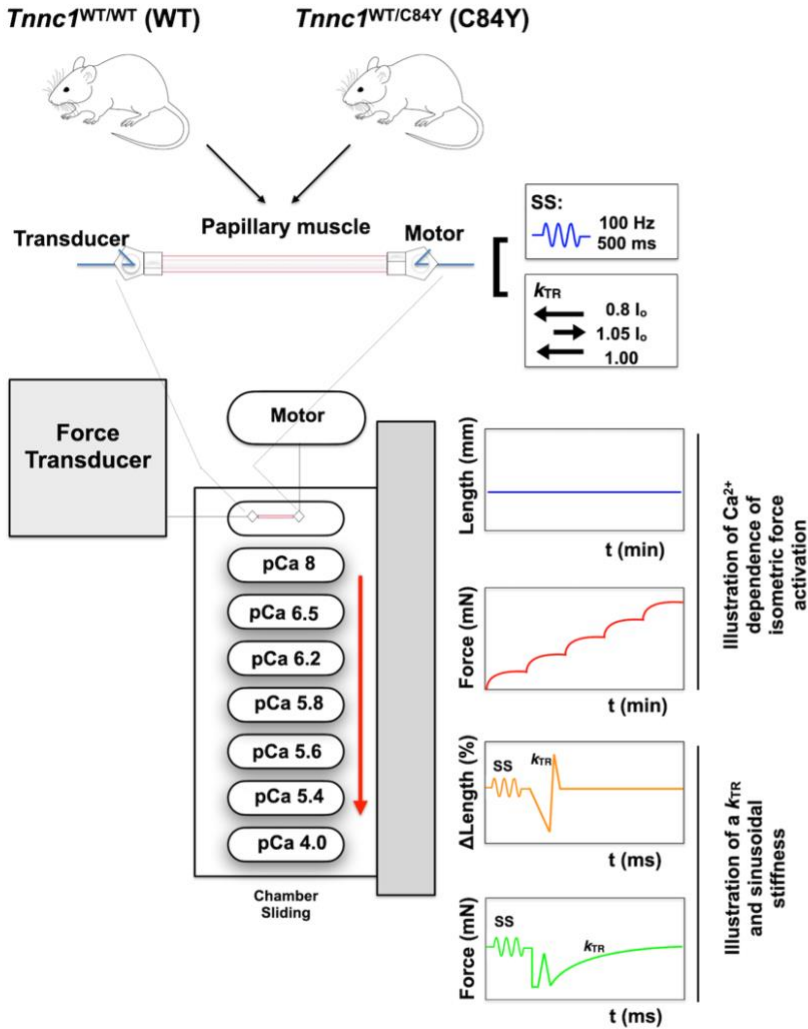 Tnnc1WT/WT (WT)
Tnnc1WT/C84Y (C84Y)
Transducer
Papillary muscle
Motor
SS:
100 Hz
500 ms
kTR
0.8 lo
1.05 lo
1.00
Force
Transducer
Motor
pCa 8
pCa 6.5
pCa 6.2
pCa 5.8
pCa 5.6
pCa 5.4
pCa 4.0
Chamber
Sliding
Length (mm)
t (min)
Force (mN)
t (min)
Illustration of Ca2+
dependence of
isometric force
activation
ΔLength (%)
SS
kTR
t (ms)
Force (mN)
SS
kTR
t (ms)
Illustration of a kTR
and sinusoidal
stiffness